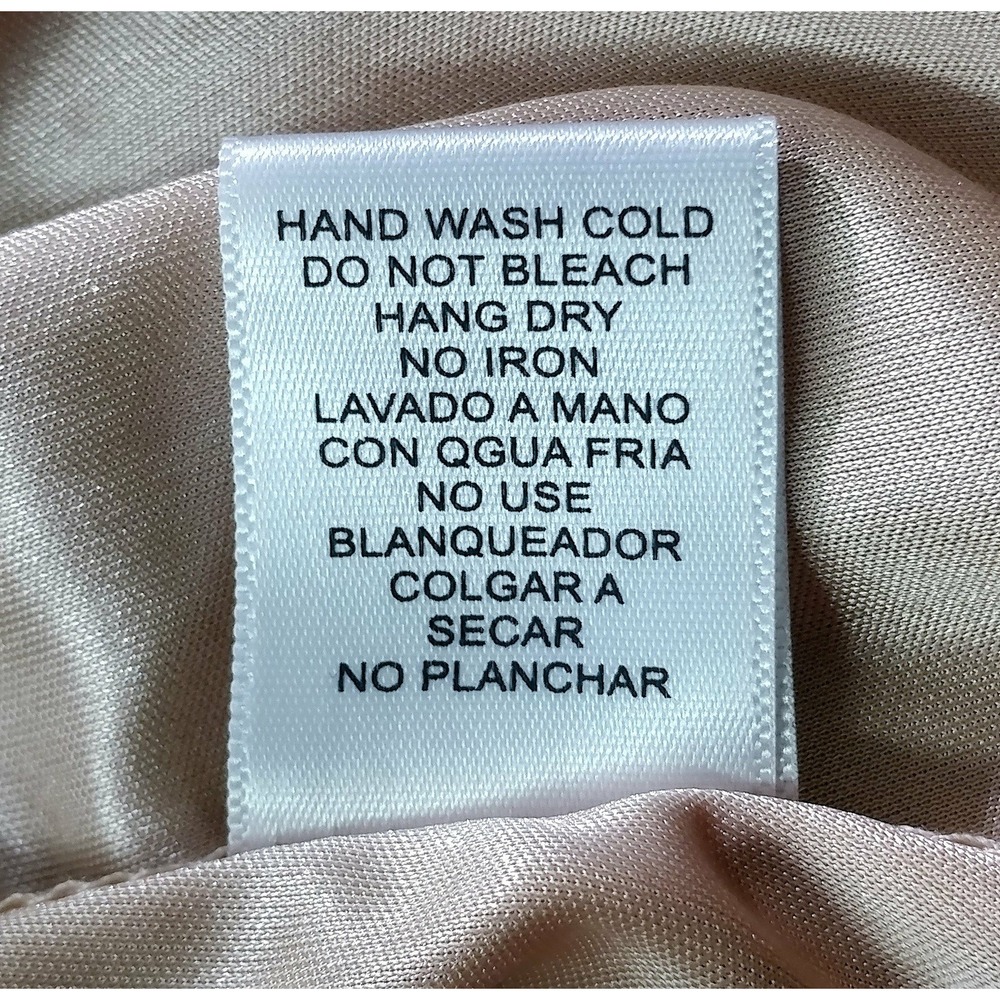 HAND WASH COLD
DO NOT BLEACH
HANG DRY
NO IRON
LAVADO A MANO
CON QGUA FRIA
NO USE
BLANQUEADOR
COLGAR A
SECAR
NO PLANCHAR